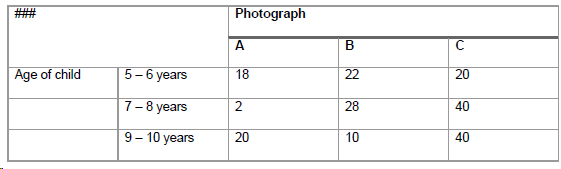 ### Photograph
A B C
Age of child 5 – 6 years 18 22 20
7 – 8 years 2 28 40
9 – 10 years 20 10 40